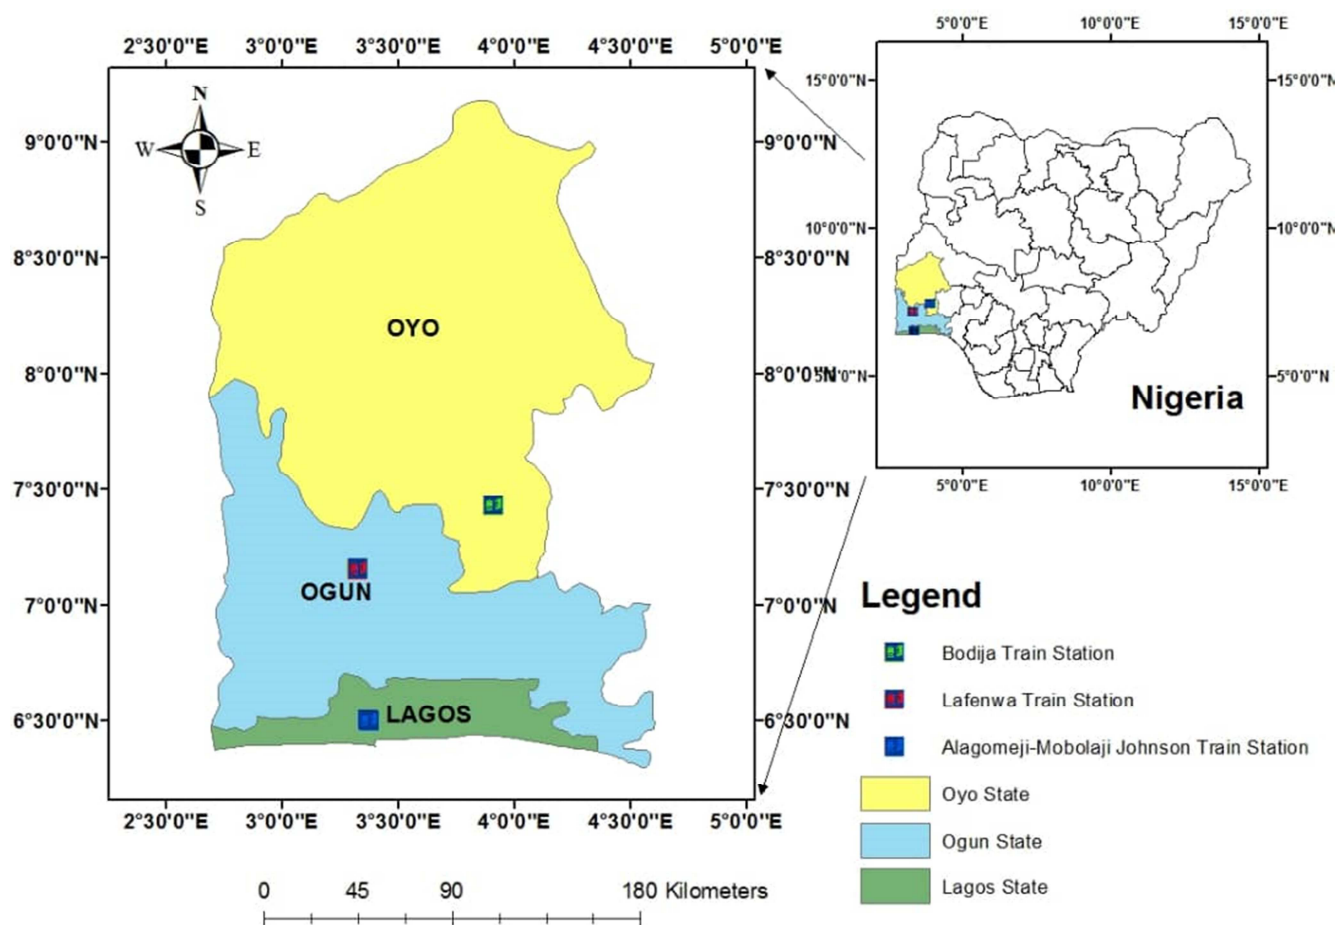 2°30'0"E 3°0'0"E 3°30'0"E 4°0'0"E 4°30'0"E 5°0'0"E
N
W E
S
9°0'0"N 9°0'0"N
8°30'0"N 8°30'0"N
OYO
8°0'0"N 8°0'0"N
7°30'0"N 7°30'0"N
OGUN
7°0'0"N 7°0'0"N
LAGOS
6°30'0"N 6°30'0"N
2°30'0"E 3°0'0"E 3°30'0"E 4°0'0"E 4°30'0"E 5°0'0"E
0 45 90 180 Kilometers
5°0'0"E 10°0'0"E 15°0'0"E
15°0'0"N 15°0'0"N
10°0'0"N 10°0'0"N
5°0'0"N 5°0'0"N
Nigeria
5°0'0"E 10°0'0"E 15°0'0"E
Legend
Bodija Train Station
Lafenwa Train Station
Alagomeji-Mobolaji Johnson Train Station
Oyo State
Ogun State
Lagos State